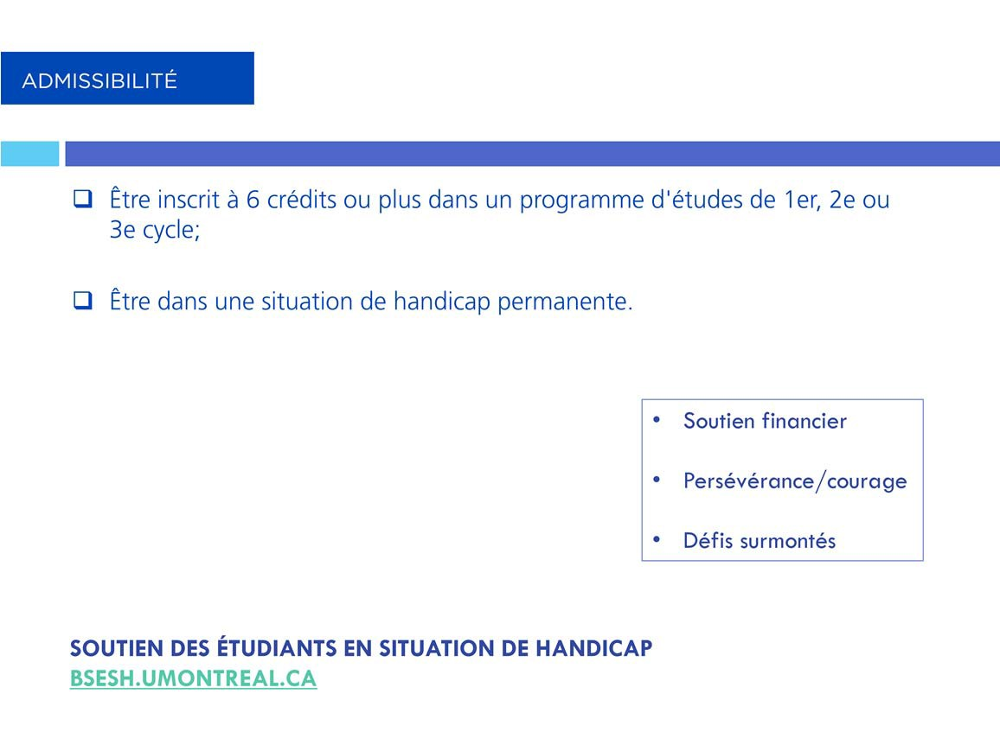 ADMISSIBILITÉ
Être inscrit à 6 crédits ou plus dans un programme d'études de 1er, 2e ou
3e cycle;
Être dans une situation de handicap permanente.
• Soutien financier
• Persévérance/courage
• Défis surmontés
SOUTIEN DES ÉTUDIANTS EN SITUATION DE HANDICAP
BSESH.UMONTREAL.CA